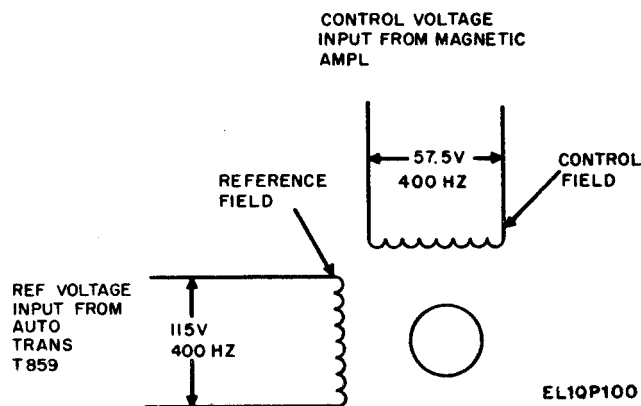 CONTROL VOLTAGE
INPUT FROM MAGNETIC
AMPL
57.5V
400 HZ
CONTROL
FIELD
REFERENCE
FIELD
REF VOLTAGE
INPUT FROM
AUTO
TRANS
T859
115V
400 HZ
EL1QP100